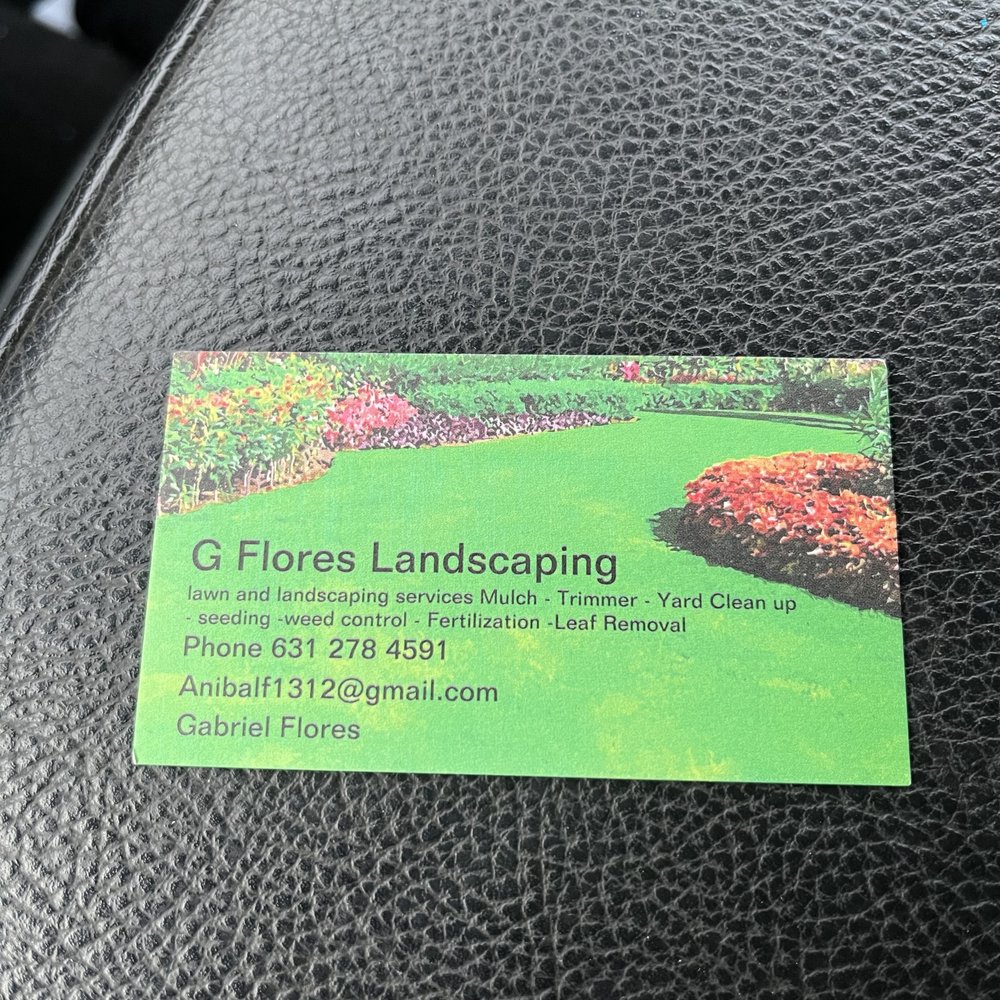 G Flores Landscaping
lawn and landscaping services Mulch - Trimmer - Yard Clean up
- seeding -weed control - Fertilization -Leaf Removal
Phone 631 278 4591
Anibalf1312@gmail.com
Gabriel Flores